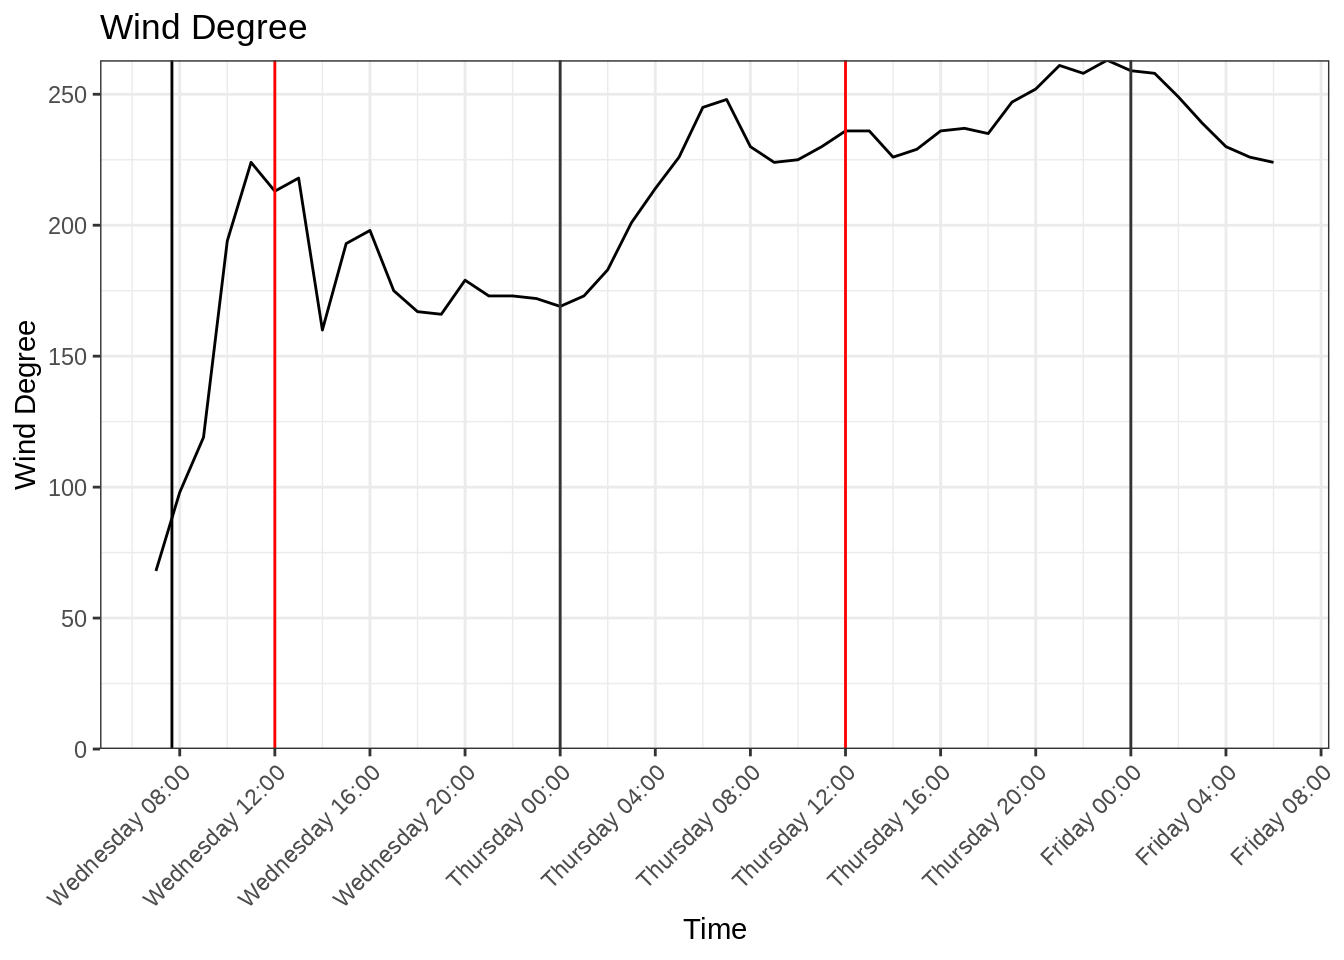 Wind Degree
Wind Degree
250
200
150
100
50
0
Wednesday 08:00
Wednesday 12:00
Wednesday 16:00
Wednesday 20:00
Thursday 00:00
Thursday 04:00
Thursday 08:00
Thursday 12:00
Thursday 16:00
Thursday 20:00
Friday 00:00
Friday 04:00
Friday 08:00
Time